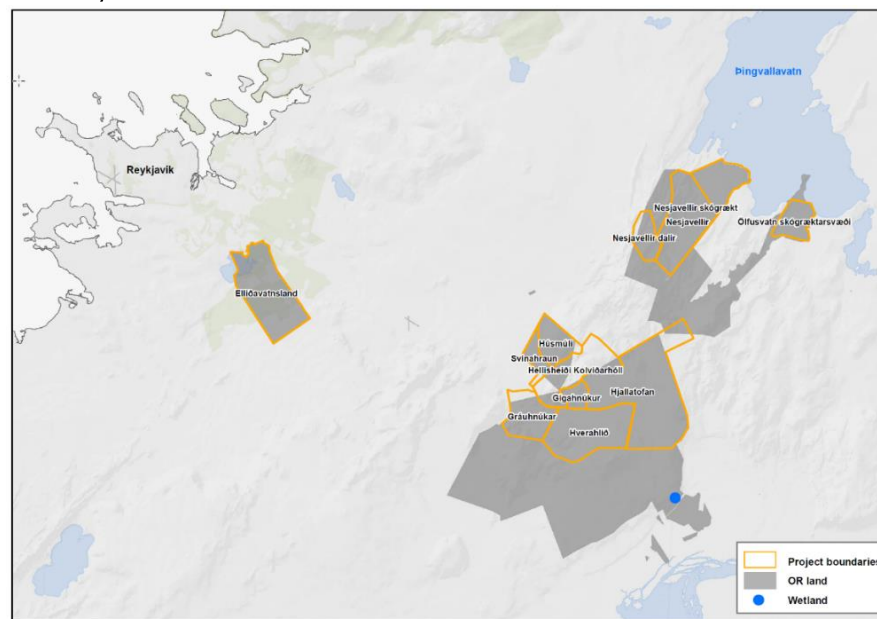 Þingvallavatn
Reykjavík
Nesjavellir skógrækt
Nesjavellir
Ölfusvatn skógræktarsvæði
Nesjavellir dalir
Elliðavatnsland
Húsmúli
Svínahraun
Hellisheiði Kolviðarhóll
Hjallatorfan
Gígahnúkur
Gráuhnúkar
Hverahlíð
Project boundaries
OR land
Wetland